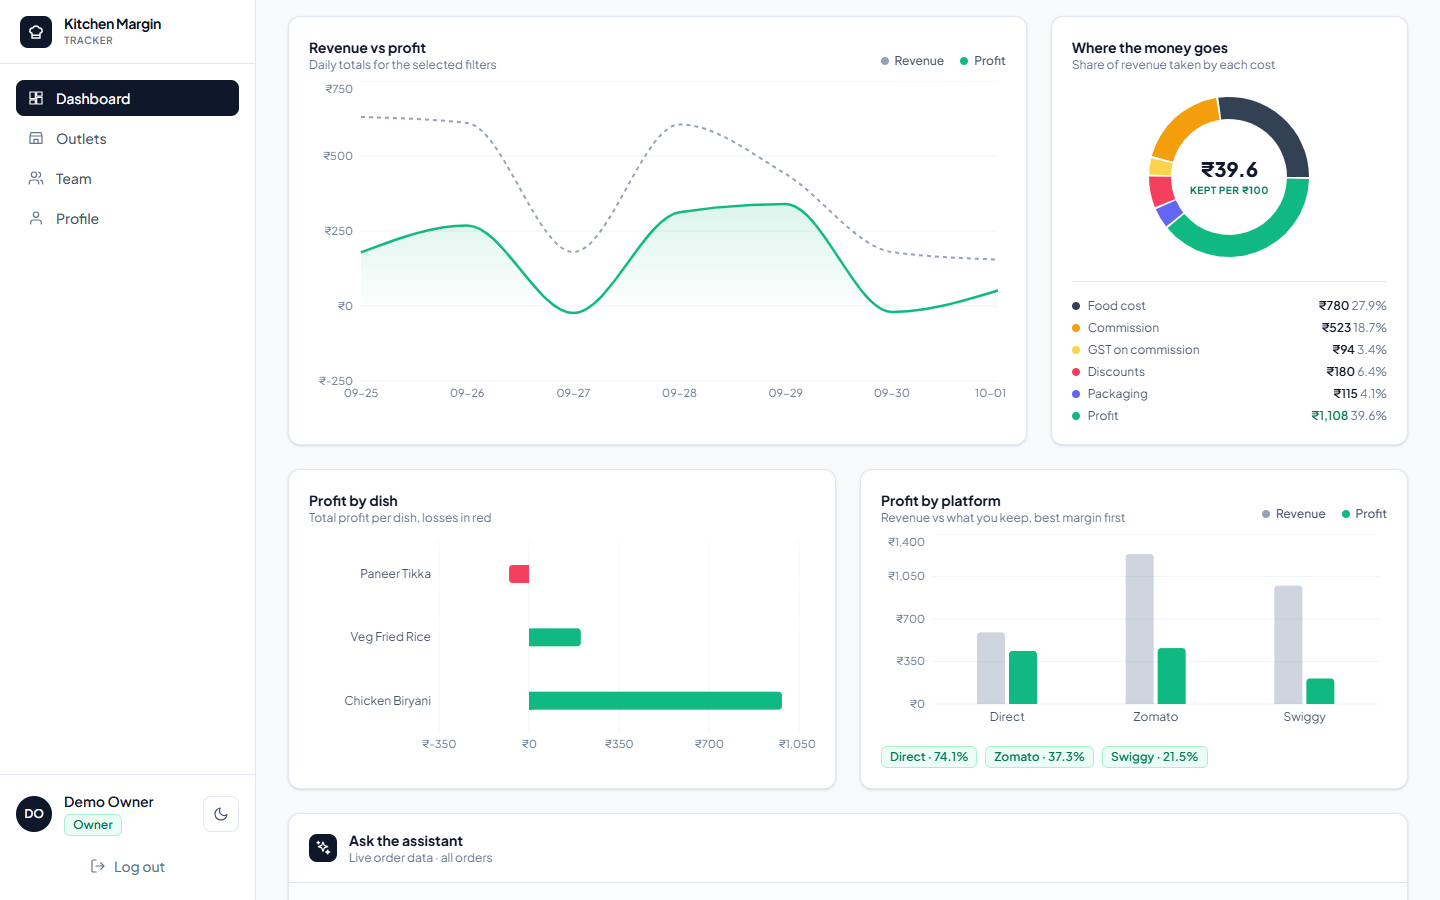 Kitchen Margin
TRACKER
Dashboard
Outlets
Team
Profile
DO
Demo Owner
Owner
Log out
Revenue vs profit
Daily totals for the selected filters
Revenue
Profit
₹750
₹500
₹250
₹0
₹-250
09-25
09-26
09-27
09-28
09-29
09-30
10-01
Where the money goes
Share of revenue taken by each cost
₹39.6
KEPT PER ₹100
Food cost ₹780 27.9%
Commission ₹523 18.7%
GST on commission ₹94 3.4%
Discounts ₹180 6.4%
Packaging ₹115 4.1%
Profit ₹1,108 39.6%
Profit by dish
Total profit per dish, losses in red
Paneer Tikka
Veg Fried Rice
Chicken Biryani
₹-350
₹0
₹350
₹700
₹1,050
Profit by platform
Revenue vs what you keep, best margin first
Revenue
Profit
₹1,400
₹1,050
₹700
₹350
₹0
Direct
Zomato
Swiggy
Direct · 74.1%
Zomato · 37.3%
Swiggy · 21.5%
Ask the assistant
Live order data · all orders